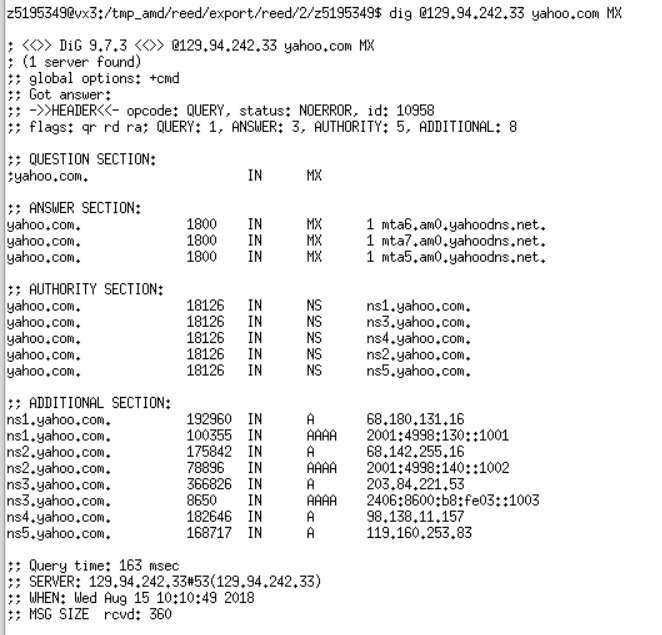 z5195349@vx3:/tmp_amd/reed/export/reed/2/z5195349$ dig @129.94.242.33 yahoo.com MX
; <<>> DiG 9.7.3 <<>> @129.94.242.33 yahoo.com MX
; (1 server found)
;; global options: +cmd
;; Got answer:
;; ->>HEADER<<- opcode: QUERY, status: NOERROR, id: 10958
;; flags: qr rd ra; QUERY: 1, ANSWER: 3, AUTHORITY: 5, ADDITIONAL: 8
;; QUESTION SECTION:
;yahoo.com. IN MX
;; ANSWER SECTION:
yahoo.com. 1800 IN MX 1 mta6.am0.yahoodns.net.
yahoo.com. 1800 IN MX 1 mta7.am0.yahoodns.net.
yahoo.com. 1800 IN MX 1 mta5.am0.yahoodns.net.
;; AUTHORITY SECTION:
yahoo.com. 18126 IN NS ns1.yahoo.com.
yahoo.com. 18126 IN NS ns3.yahoo.com.
yahoo.com. 18126 IN NS ns4.yahoo.com.
yahoo.com. 18126 IN NS ns2.yahoo.com.
yahoo.com. 18126 IN NS ns5.yahoo.com.
;; ADDITIONAL SECTION:
ns1.yahoo.com. 192960 IN A 68.180.131.16
ns1.yahoo.com. 100355 IN AAAA 2001:4998:130::1001
ns2.yahoo.com. 175842 IN A 68.142.255.16
ns2.yahoo.com. 78896 IN AAAA 2001:4998:140::1002
ns3.yahoo.com. 366826 IN A 203.84.221.53
ns3.yahoo.com. 8650 IN AAAA 2406:8600:b8:fe03::1003
ns4.yahoo.com. 182646 IN A 98.138.11.157
ns5.yahoo.com. 168717 IN A 119.160.253.83
;; Query time: 163 msec
;; SERVER: 129.94.242.33#53(129.94.242.33)
;; WHEN: Wed Aug 15 10:10:49 2018
;; MSG SIZE rcvd: 360